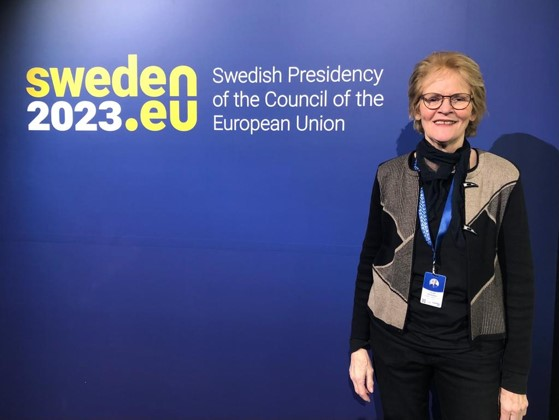 sweden
2023.eu
Swedish Presidency
of the Council of the
European Union